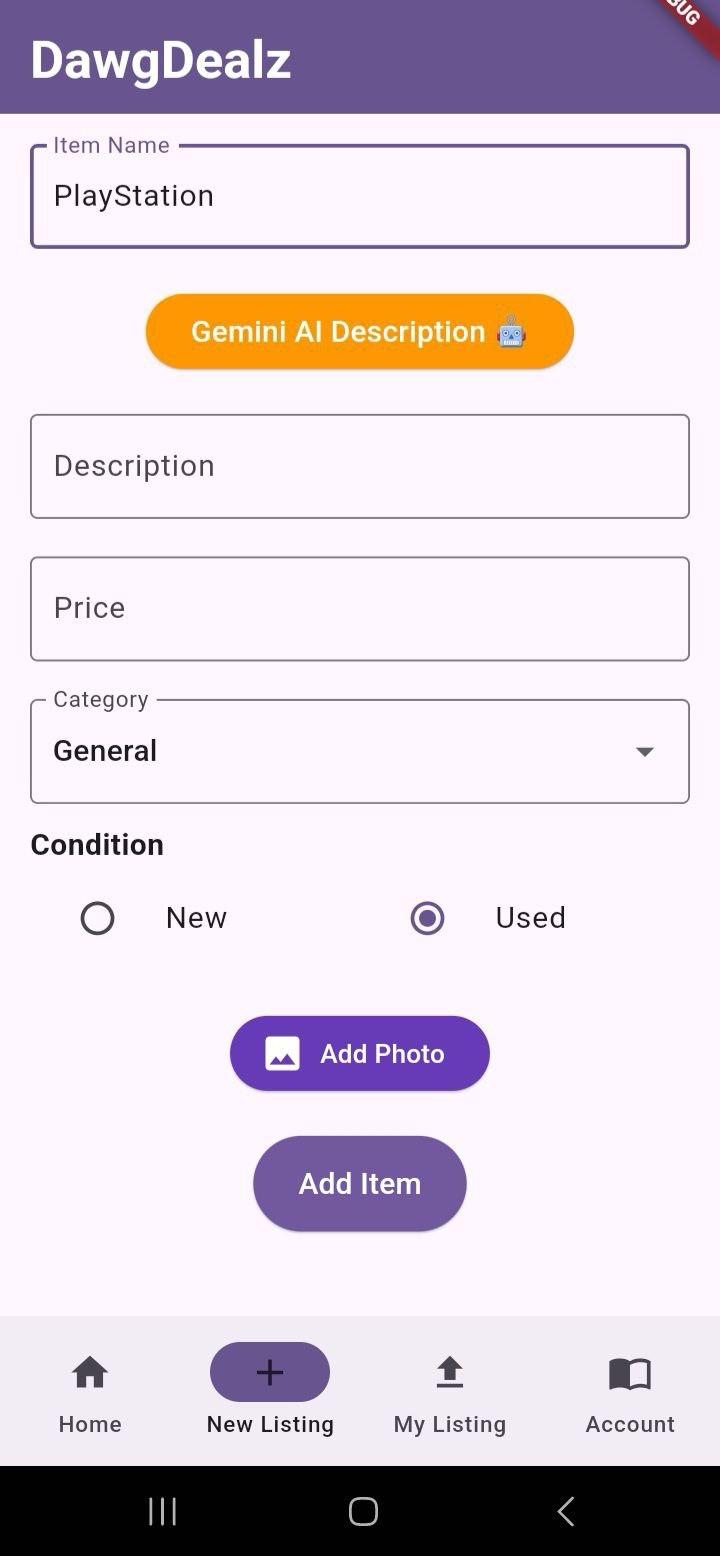 DawgDealz
Item Name
PlayStation
Gemini AI Description 🤖
Description
Price
Category
General
Condition
New Used
Add Photo
Add Item
Home New Listing My Listing Account